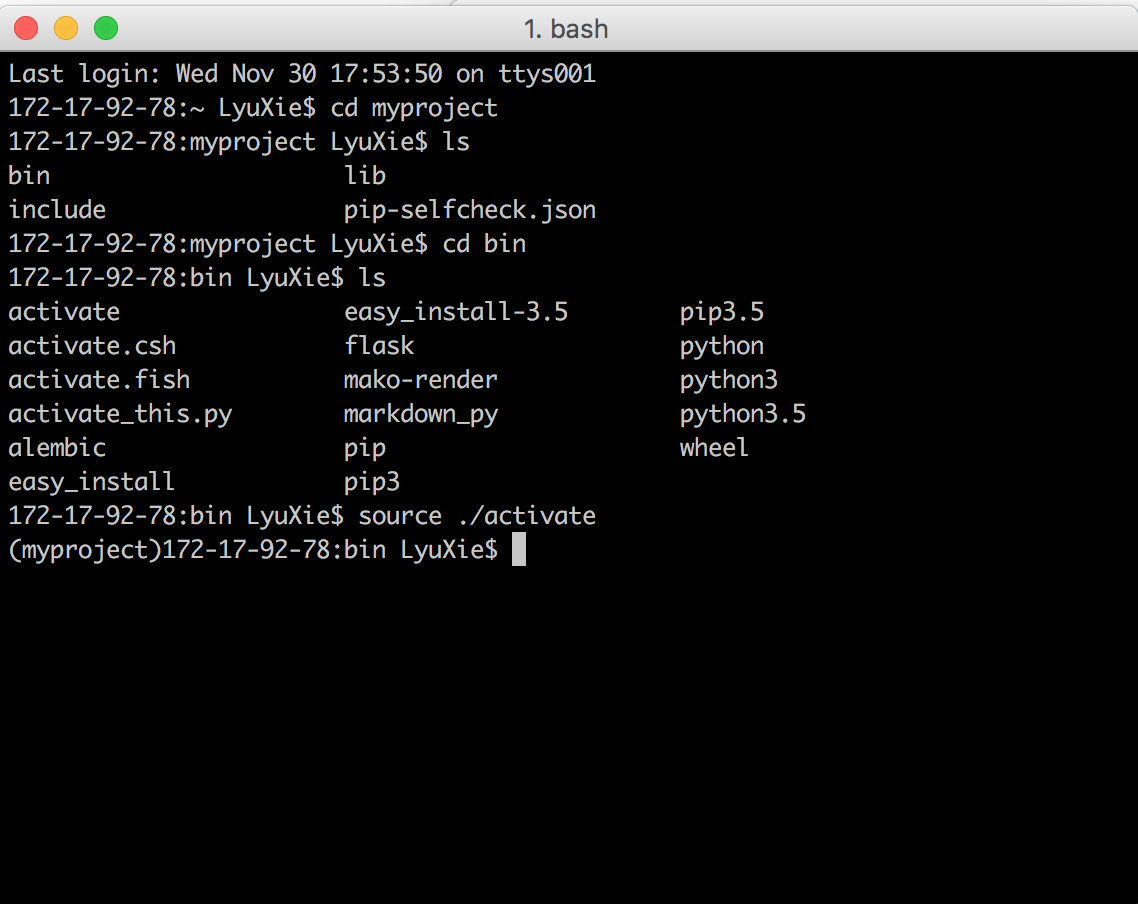 1. bash
Last login: Wed Nov 30 17:53:50 on ttys001
172-17-92-78:~ LyuXie$ cd myproject
172-17-92-78:myproject LyuXie$ ls
bin                     lib
include                 pip-selfcheck.json
172-17-92-78:myproject LyuXie$ cd bin
172-17-92-78:bin LyuXie$ ls
activate                easy_install-3.5        pip3.5
activate.csh            flask                   python
activate.fish           mako-render             python3
activate_this.py        markdown_py             python3.5
alembic                 pip                     wheel
easy_install            pip3
172-17-92-78:bin LyuXie$ source ./activate
(myproject)172-17-92-78:bin LyuXie$